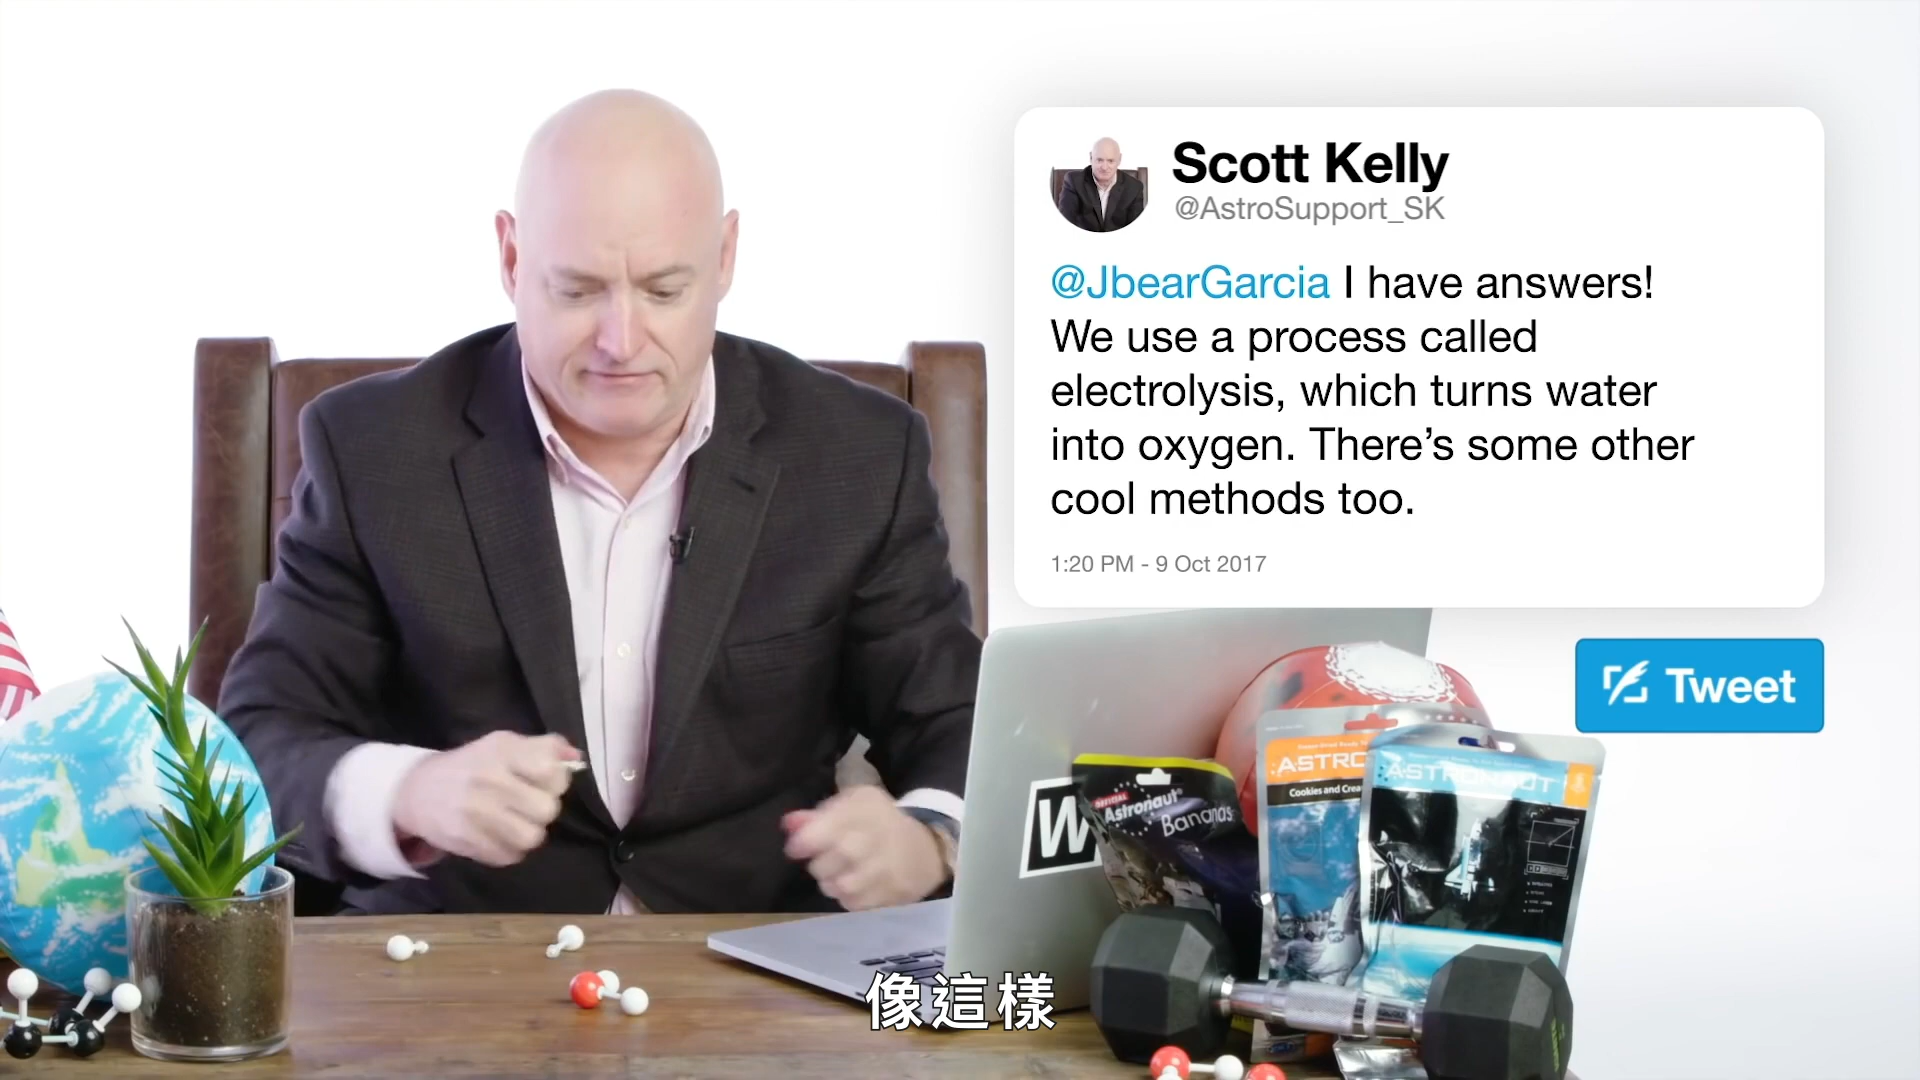 Scott Kelly
@AstroSupport_SK
@JbearGarcia I have answers!
We use a process called
electrolysis, which turns water
into oxygen. There's some other
cool methods too.
1:20 PM - 9 Oct 2017
Tweet
OFFICIAL
Astronaut
Bananas
ASTRO
Cookies and Crea
ASTRONAUT
W
像這樣